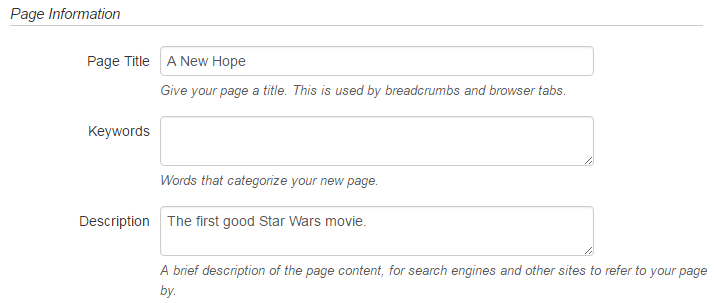 Page Information
Page Title
A New Hope
Give your page a title. This is used by breadcrumbs and browser tabs.
Keywords
Words that categorize your new page.
Description
The first good Star Wars movie.
A brief description of the page content, for search engines and other sites to refer to your page
by.